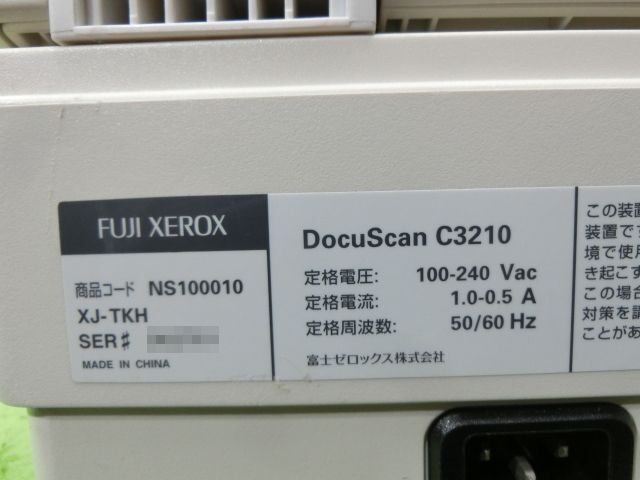 FUJI XEROX
商品コード NS100010
XJ-TKH
SER♯
MADE IN CHINA
DocuScan C3210
定格電圧: 100-240 Vac
定格電流: 1.0-0.5 A
定格周波数: 50/60 Hz
富士ゼロックス株式会社
この装置
装置です
境で使用
き起こす
この場合
対策を講
ことがあ